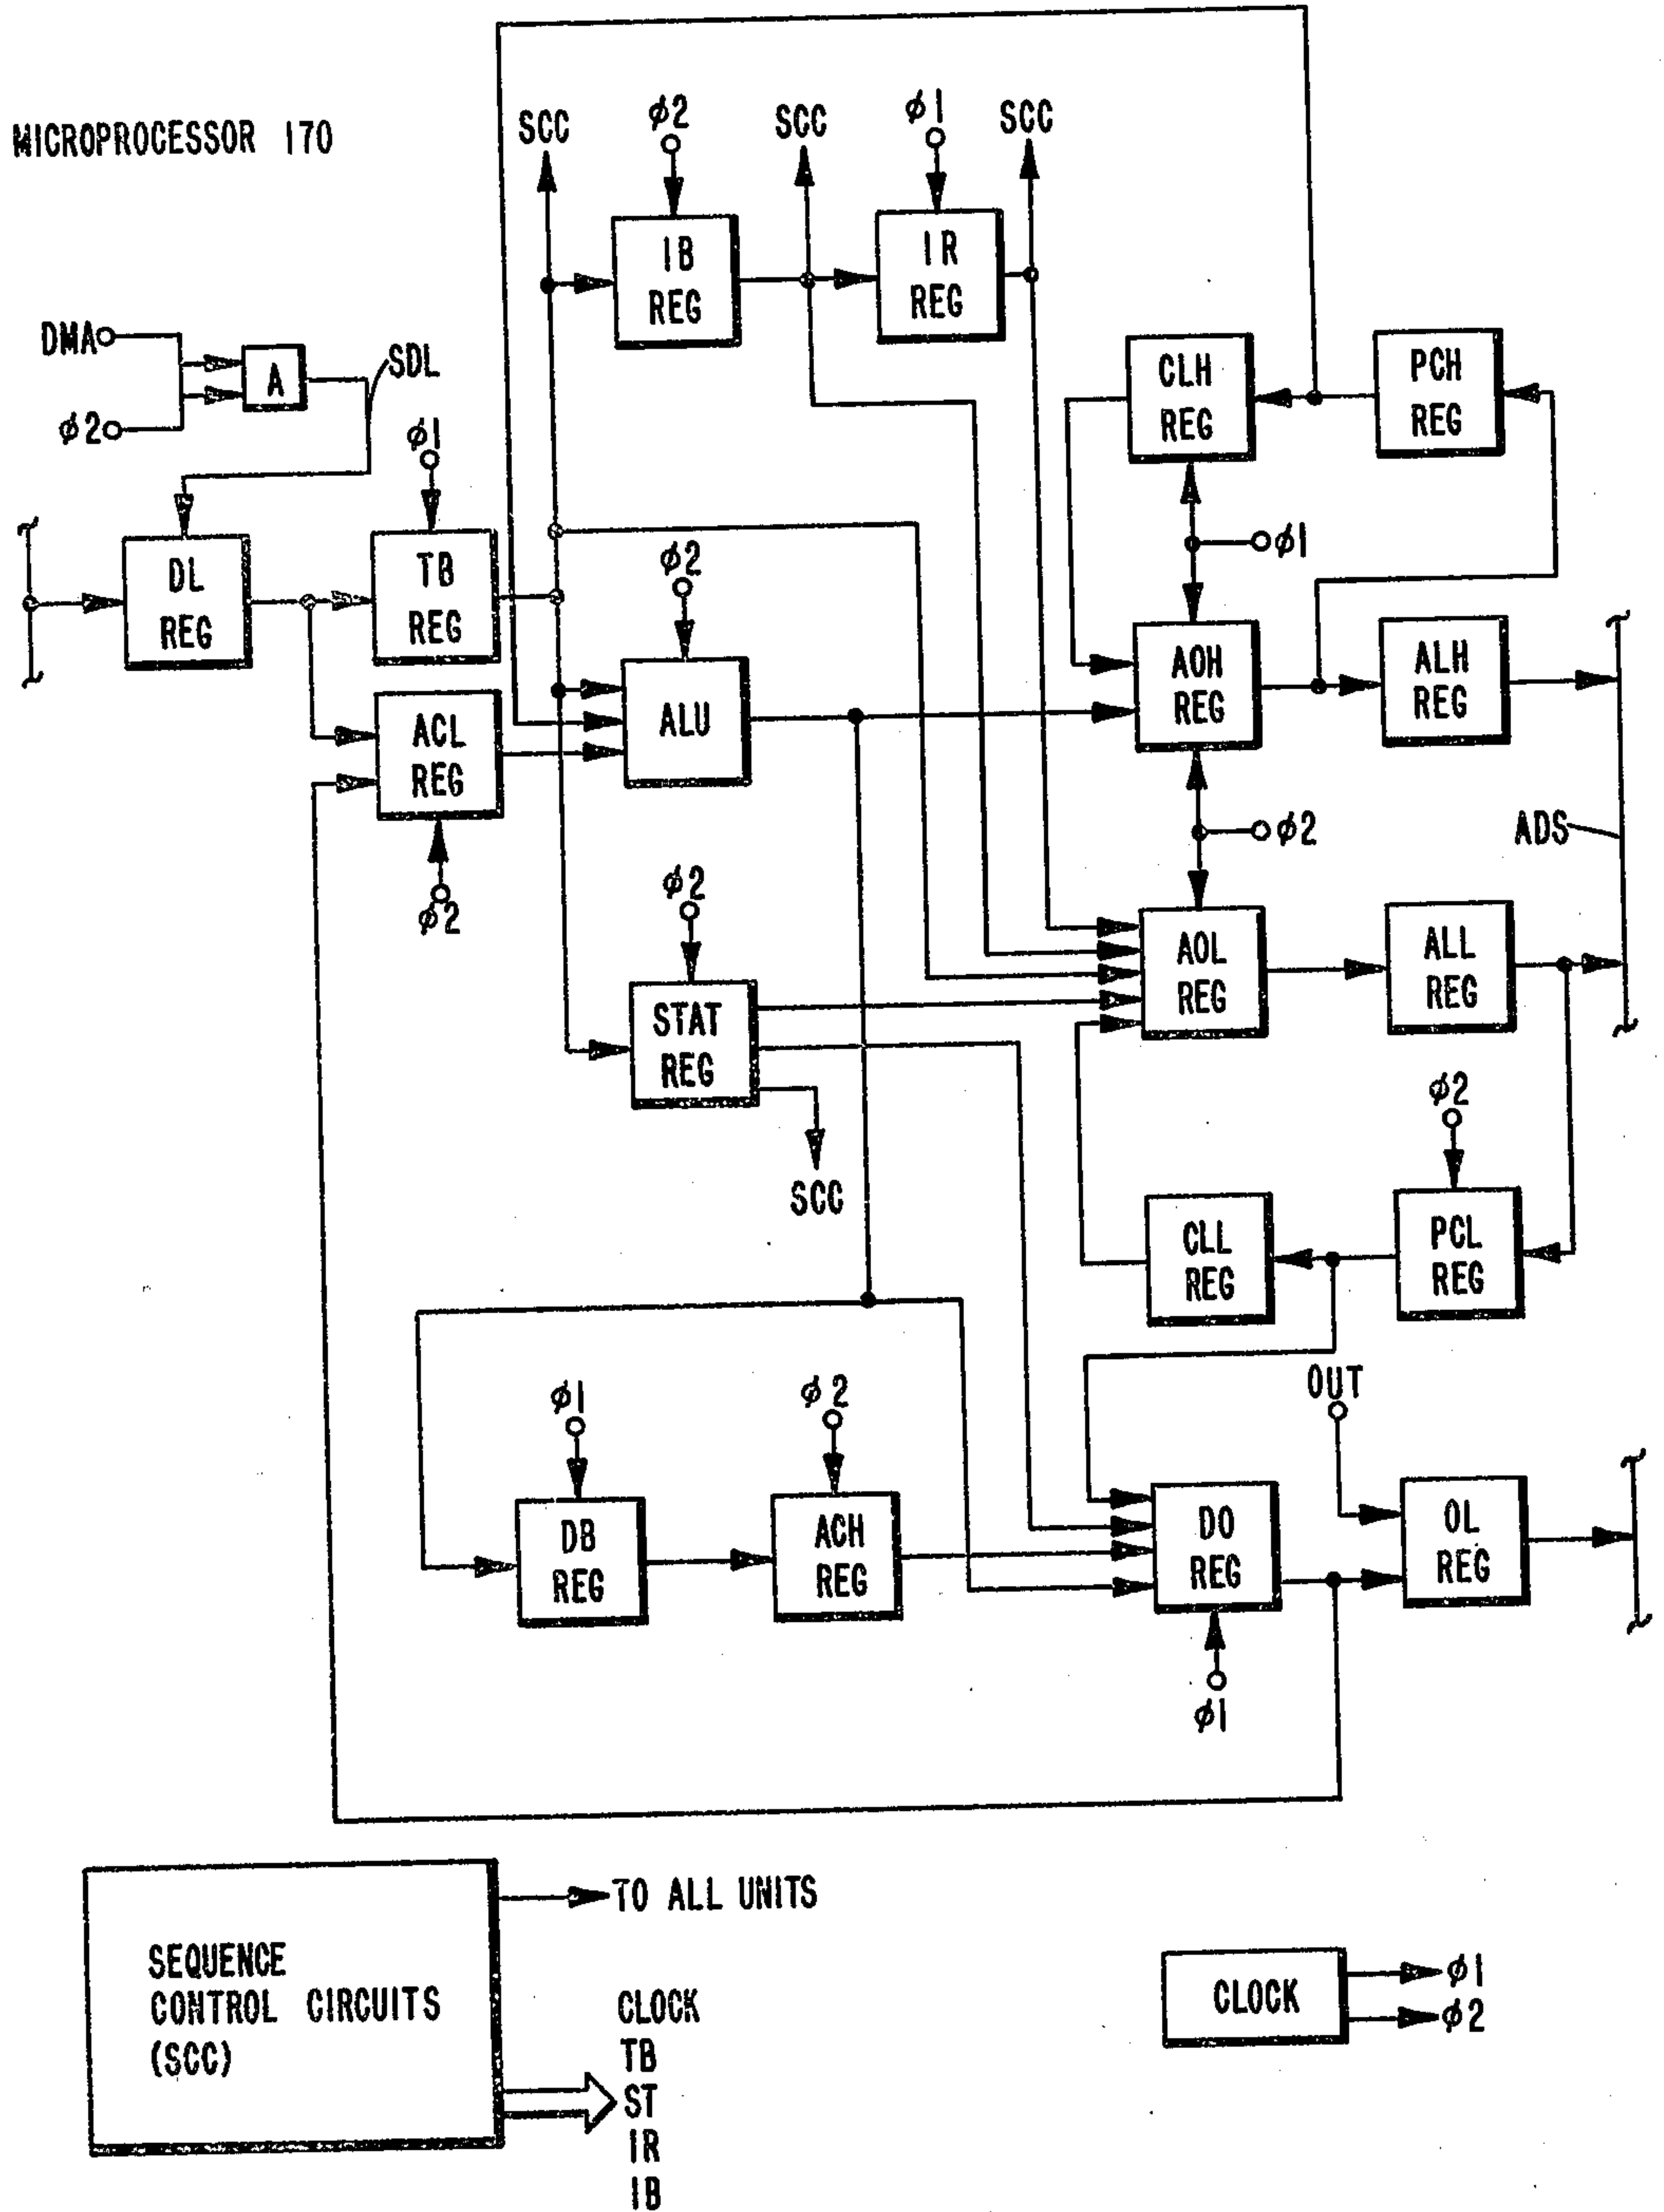 MICROPROCESSOR 170
SCC
φ2
SCC
φ1
SCC
IB
REG
IR
REG
DMA
A
SDL
φ2
φ1
CLH
REG
PCH
REG
DL
REG
TB
REG
φ2
φ1
ACL
REG
ALU
AOH
REG
ALH
REG
φ2
φ2
φ2
ADS
STAT
REG
AOL
REG
ALL
REG
SCC
φ2
CLL
REG
PCL
REG
φ1
φ2
OUT
DB
REG
ACH
REG
DO
REG
OL
REG
φ1
SEQUENCE
CONTROL CIRCUITS
(SCC)
TO ALL UNITS
CLOCK
TB
ST
IR
IB
CLOCK
φ1
φ2